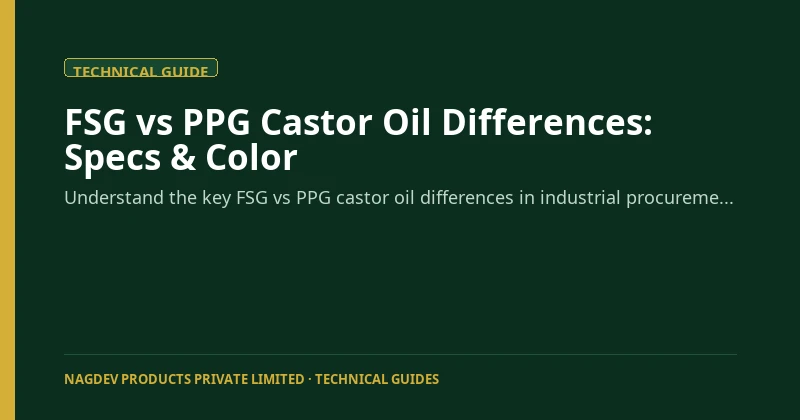 TECHNICAL GUIDE
FSG vs PPG Castor Oil Differences:
Specs & Color
Understand the key FSG vs PPG castor oil differences in industrial procureme...
NAGDEV PRODUCTS PRIVATE LIMITED · TECHNICAL GUIDES